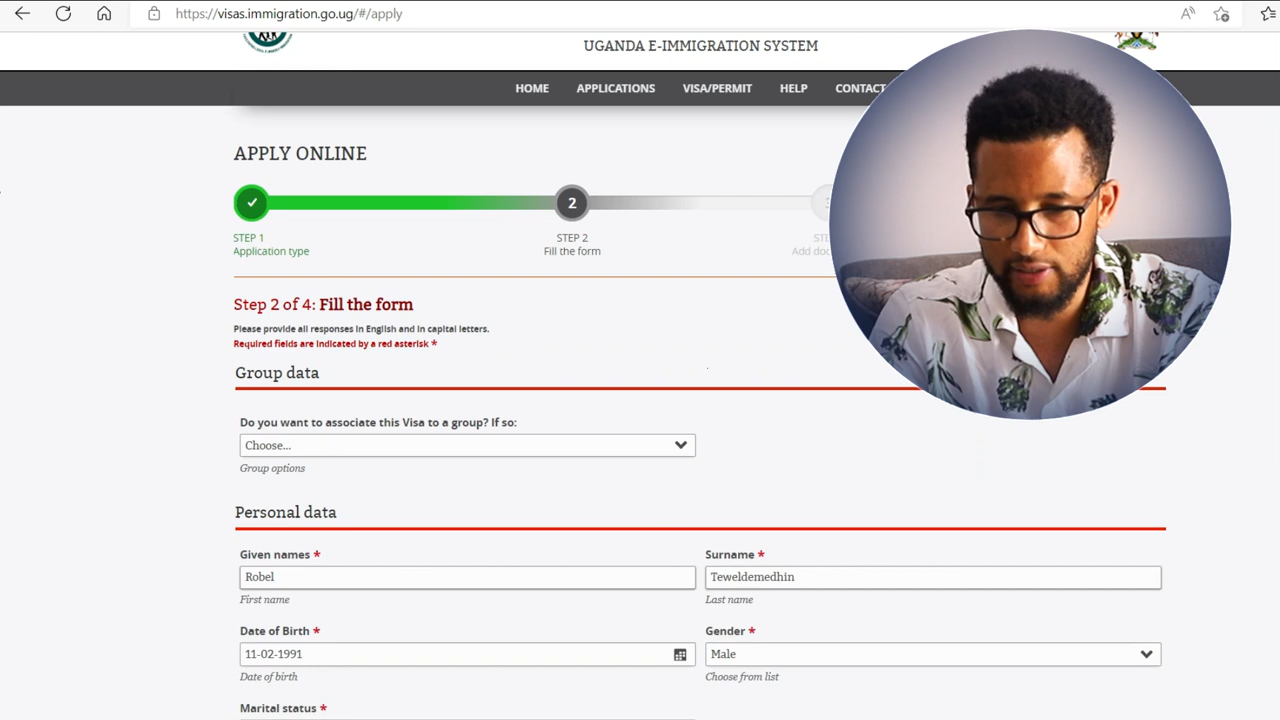 https://visas.immigration.go.ug/#/apply
UGANDA E-IMMIGRATION SYSTEM
HOME APPLICATIONS VISA/PERMIT HELP CONTACT
APPLY ONLINE
2
STEP 1
Application type
STEP 2
Fill the form
Step 2 of 4: Fill the form
Please provide all responses in English and in capital letters.
Required fields are indicated by a red asterisk *
Group data
Do you want to associate this Visa to a group? If so:
Choose...
Group options
Personal data
Given names *
Surname *
Robel
Teweldemedhin
First name
Last name
Date of Birth *
Gender *
11-02-1991
Male
Date of birth
Choose from list
Marital status *